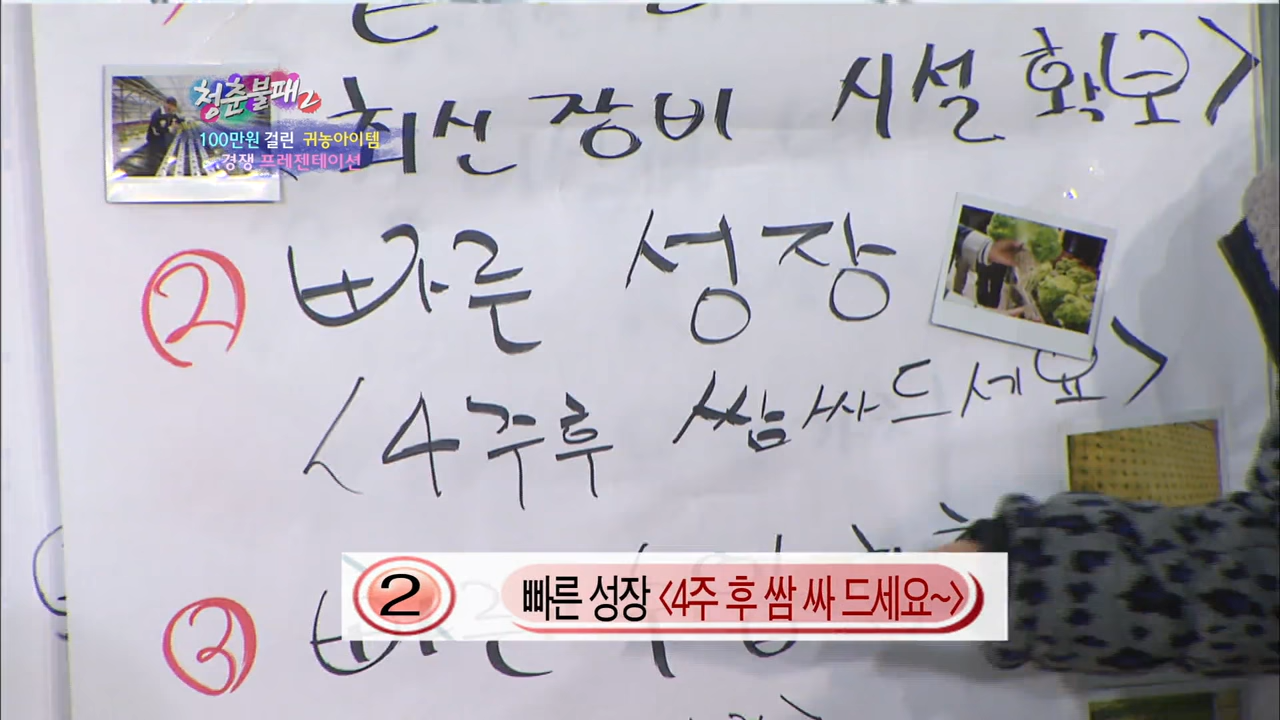 청춘불패2
100만원 걸린 귀농아이템
경쟁 프레젠테이션
최신 장비 시설 확보>
② 빠른 성장
<4주후 쌈 싸 드세요>
③ 빠른
2 빠른 성장 <4주 후 쌈 싸 드세요~>